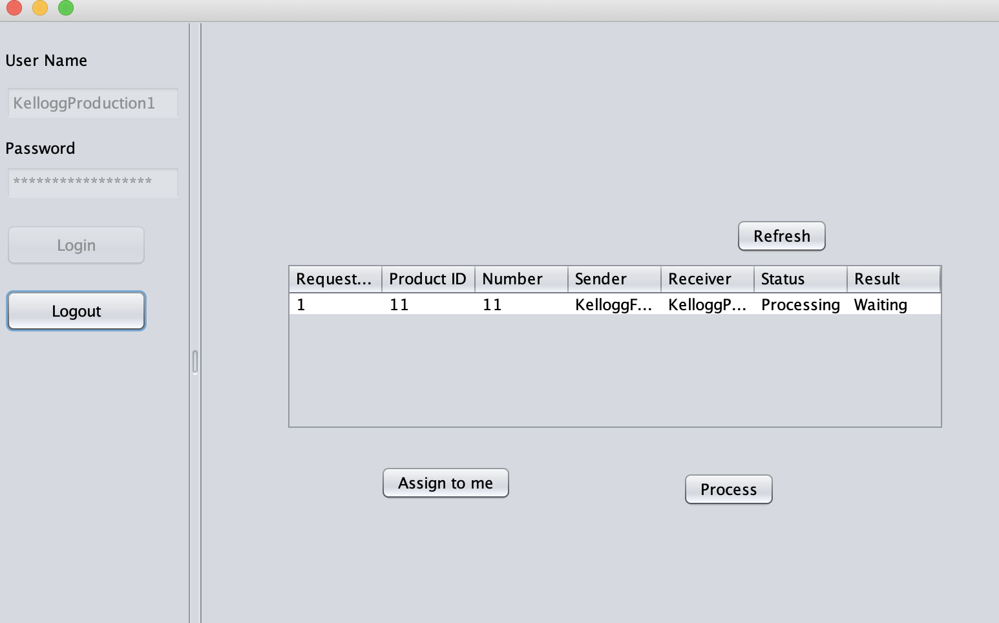 User Name
KelloggProduction1
Password
******************
Login
Logout
Refresh
Request... Product ID Number Sender Receiver Status Result
1 11 11 KelloggF... KelloggP... Processing Waiting
Assign to me
Process